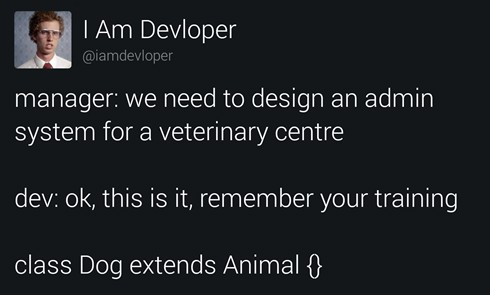 I Am Devloper
@iamdevloper
manager: we need to design an admin
system for a veterinary centre
dev: ok, this is it, remember your training
class Dog extends Animal {}